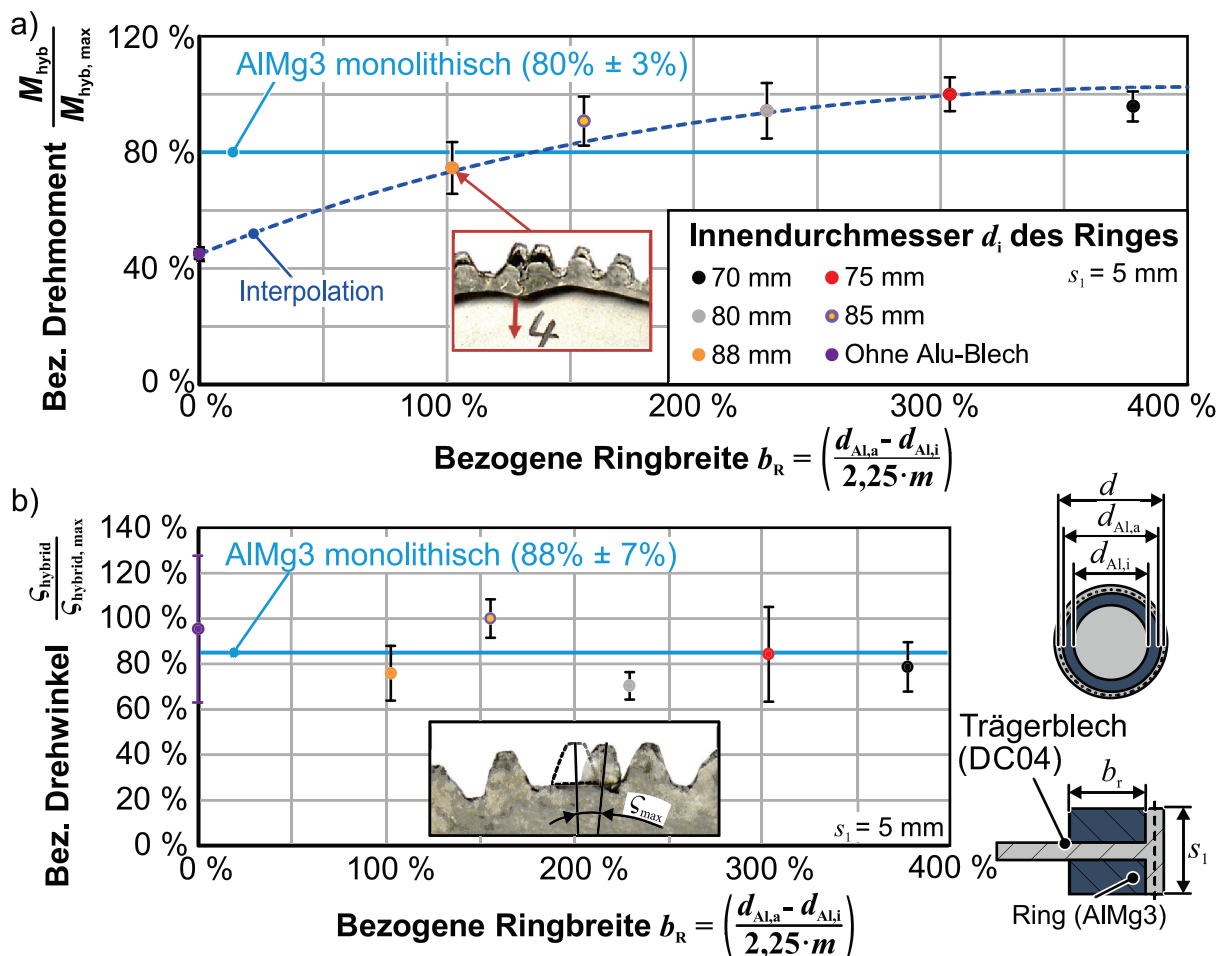 a)
M_hyb / M_hyb, max
Bez. Drehmoment
120 %
80 %
40 %
0 %
AlMg3 monolithisch (80% ± 3%)
Interpolation
4
Innendurchmesser d_i des Ringes
70 mm
75 mm
s_1 = 5 mm
80 mm
85 mm
88 mm
Ohne Alu-Blech
0 %
100 %
200 %
300 %
400 %
Bezogene Ringbreite b_R = (d_Al,a - d_Al,i / 2,25·m)
b)
ς_hybrid / ς_hybrid, max
Bez. Drehwinkel
140 %
120 %
100 %
80 %
60 %
40 %
20 %
0 %
AlMg3 monolithisch (88% ± 7%)
ς_max
s_1 = 5 mm
0 %
100 %
200 %
300 %
400 %
Bezogene Ringbreite b_R = (d_Al,a - d_Al,i / 2,25·m)
d
d_Al,a
d_Al,i
Trägerblech
(DC04)
b_r
s_1
Ring (AlMg3)